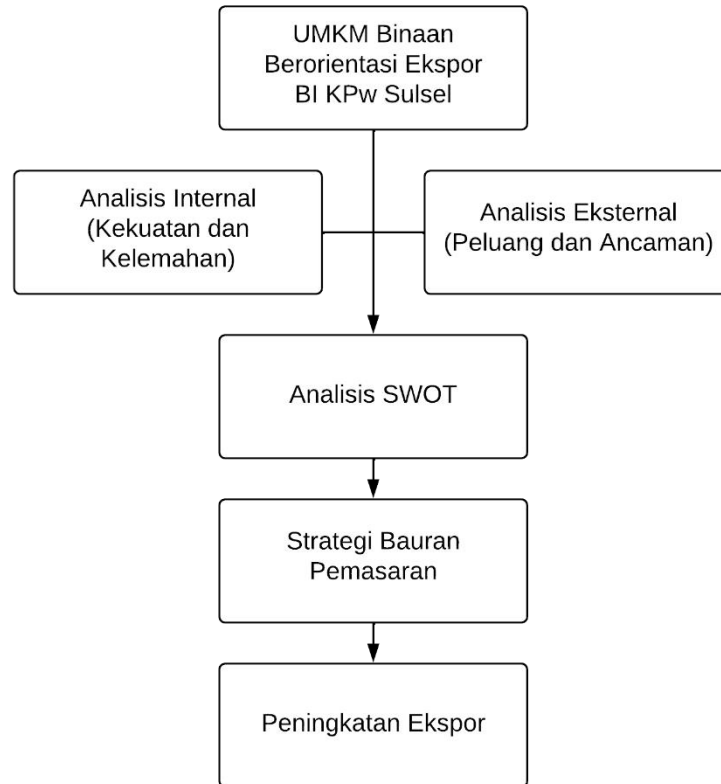 UMKM Binaan
Berorientasi Ekspor
BI KPw Sulsel
Analisis Internal
(Kekuatan dan
Kelemahan)
Analisis Eksternal
(Peluang dan Ancaman)
Analisis SWOT
Strategi Bauran
Pemasaran
Peningkatan Ekspor